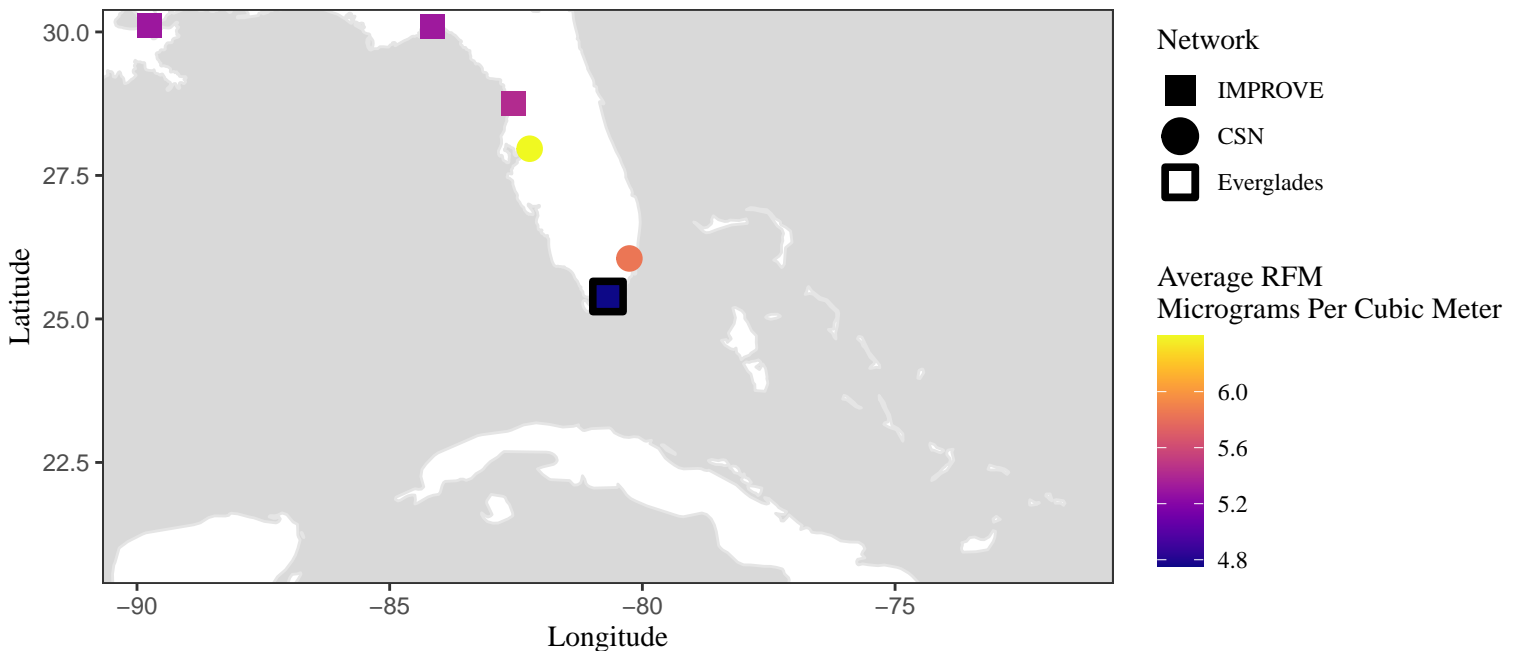 30.0
27.5
25.0
22.5
Latitude
−90
−85
−80
−75
Longitude
Network
IMPROVE
CSN
Everglades
Average RFM
Micrograms Per Cubic Meter
6.0
5.6
5.2
4.8